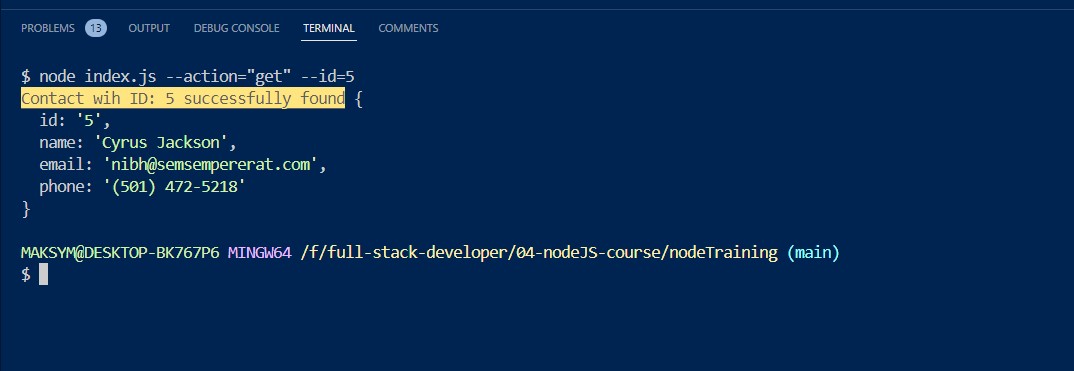 PROBLEMS 13 OUTPUT DEBUG CONSOLE TERMINAL COMMENTS
$ node index.js --action="get" --id=5
Contact wih ID: 5 successfully found {
  id: '5',
  name: 'Cyrus Jackson',
  email: 'nibh@semsempererat.com',
  phone: '(501) 472-5218'
}
MAKSYM@DESKTOP-BK767P6 MINGW64 /f/full-stack-developer/04-nodeJS-course/nodeTraining (main)
$